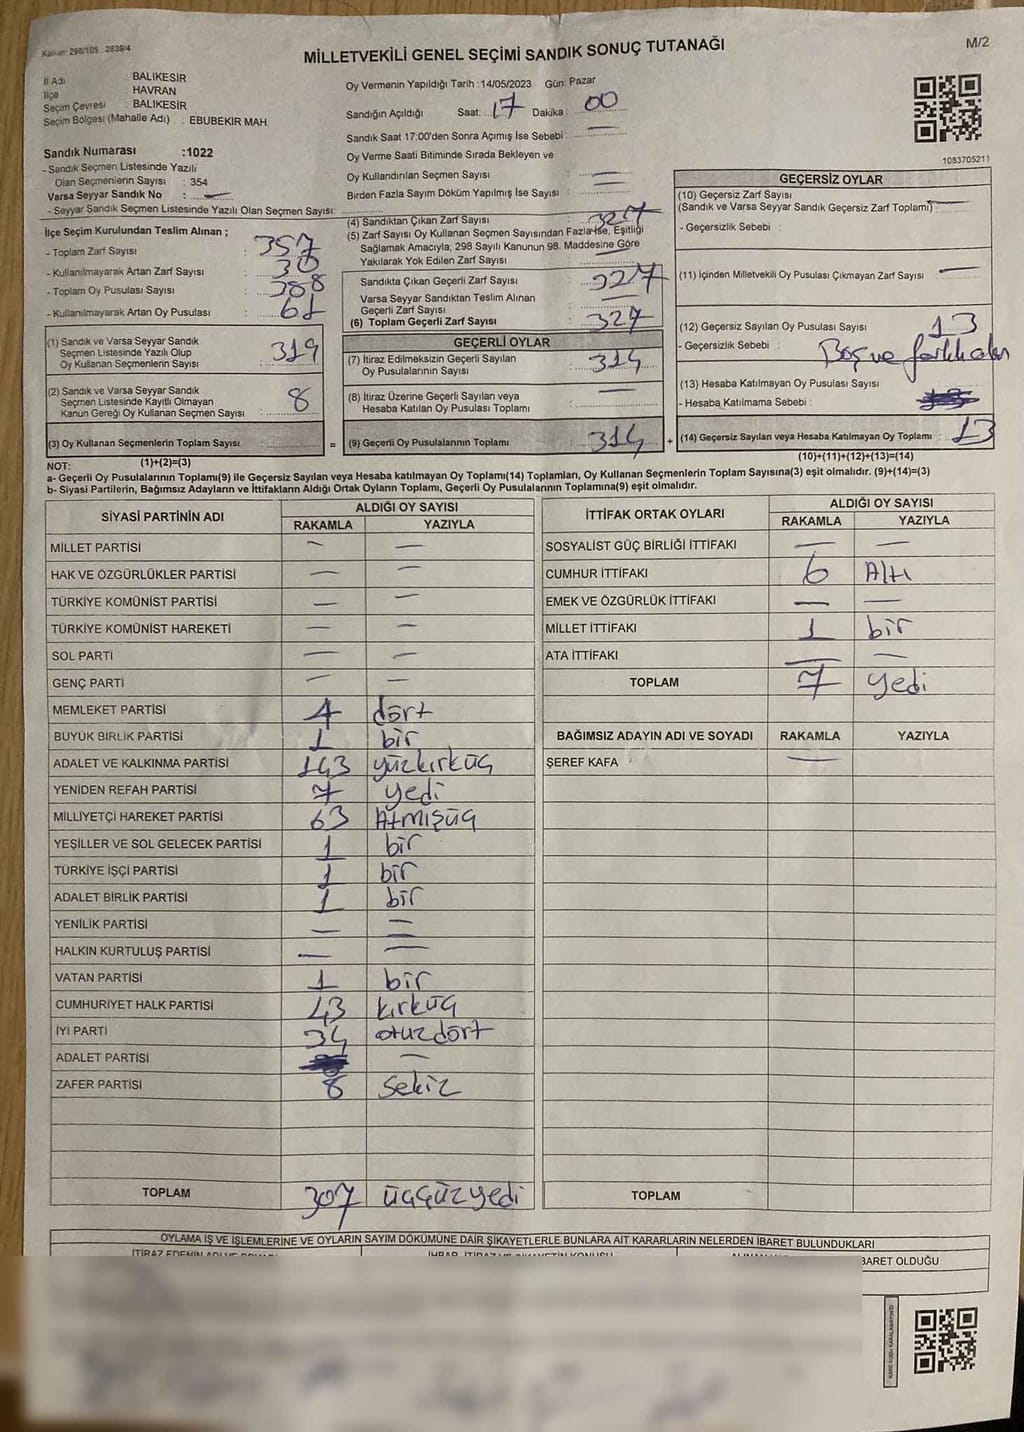 Kanun: 298/105, 2839/4
MİLLETVEKİLİ GENEL SEÇİMİ SANDIK SONUÇ TUTANAĞI
M/2
İl Adı : BALIKESİR
İlçe : HAVRAN
Seçim Çevresi : BALIKESİR
Seçim Bölgesi (Mahalle Adı) : EBUBEKİR MAH.
Sandık Numarası :1022
- Sandık Seçmen Listesinde Yazılı
Olan Seçmenlerin Sayısı : 354
Varsa Seyyar Sandık No : —
- Seyyar Sandık Seçmen Listesinde Yazılı Olan Seçmen Sayısı:
İlçe Seçim Kurulundan Teslim Alınan ;
- Toplam Zarf Sayısı : 357
- Kullanılmayarak Artan Zarf Sayısı : 30
- Toplam Oy Pusulası Sayısı : 388
- Kullanılmayarak Artan Oy Pusulası : 61
(1) Sandık ve Varsa Seyyar Sandık
Seçmen Listesinde Yazılı Olup
Oy Kullanan Seçmenlerin Sayısı : 319
(2) Sandık ve Varsa Seyyar Sandık
Seçmen Listesinde Kayıtlı Olmayan
Kanun Gereği Oy Kullanan Seçmen Sayısı : 8
(3) Oy Kullanan Seçmenlerin Toplam Sayısı :
Oy Vermenin Yapıldığı Tarih :14/05/2023 Gün: Pazar
Sandığın Açıldığı Saat: 17 Dakika : 00
Sandık Saat 17:00'den Sonra Açımış İse Sebebi : —
Oy Verme Saati Bitiminde Sırada Bekleyen ve
Oy Kullandırılan Seçmen Sayısı : —
Birden Fazla Sayım Döküm Yapılmış İse Sayısı : —
(4) Sandıktan Çıkan Zarf Sayısı : 327
(5) Zarf Sayısı Oy Kullanan Seçmen Sayısından Fazla İse, Eşitliği
Sağlamak Amacıyla; 298 Sayılı Kanunun 98. Maddesine Göre
Yakılarak Yok Edilen Zarf Sayısı : —
Sandıkta Çıkan Geçerli Zarf Sayısı : 327
Varsa Seyyar Sandıktan Teslim Alınan
Geçerli Zarf Sayısı : —
(6) Toplam Geçerli Zarf Sayısı : 327
GEÇERLİ OYLAR
(7) İtiraz Edilmeksizin Geçerli Sayılan
Oy Pusulalarının Sayısı : 314
(8) İtiraz Üzerine Geçerli Sayılan veya
Hesaba Katılan Oy Pusulası Toplamı : —
= (9) Geçerli Oy Pusulalarının Toplamı : 314 +
1083705211
GEÇERSİZ OYLAR
(10) Geçersiz Zarf Sayısı
(Sandık ve Varsa Seyyar Sandık Geçersiz Zarf Toplamı) : —
- Geçersizlik Sebebi :
(11) İçinden Milletvekili Oy Pusulası Çıkmayan Zarf Sayısı : —
(12) Geçersiz Sayılan Oy Pusulası Sayısı : 13
- Geçersizlik Sebebi : Boş ve
(13) Hesaba Katılmayan Oy Pusulası Sayısı :
- Hesaba Katılmama Sebebi :
(14) Geçersiz Sayılan veya Hesaba Katılmayan Oy Toplamı : 13
NOT: (1)+(2)=(3)
(10)+(11)+(12)+(13)=(14)
a- Geçerli Oy Pusulalarının Toplamı(9) ile Geçersiz Sayılan veya Hesaba katılmayan Oy Toplamı(14) Toplamları, Oy Kullanan Seçmenlerin Toplam Sayısına(3) eşit olmalıdır. (9)+(14)=(3)
b- Siyasi Partilerin, Bağımsız Adayların ve İttifakların Aldığı Ortak Oyların Toplamı, Geçerli Oy Pusulalarının Toplamına(9) eşit olmalıdır.
SİYASİ PARTİNİN ADI ALDIĞI OY SAYISI
RAKAMLA YAZIYLA
MİLLET PARTİSİ — —
HAK VE ÖZGÜRLÜKLER PARTİSİ — —
TÜRKİYE KOMÜNİST PARTİSİ — —
TÜRKİYE KOMÜNİST HAREKETİ — —
SOL PARTİ — —
GENÇ PARTİ — —
MEMLEKET PARTİSİ 4 dört
BÜYÜK BİRLİK PARTİSİ 1 bir
ADALET VE KALKINMA PARTİSİ 143 yüzkırküç
YENİDEN REFAH PARTİSİ 7 yedi
MİLLİYETÇİ HAREKET PARTİSİ 63 Atmışüç
YEŞİLLER VE SOL GELECEK PARTİSİ 1 bir
TÜRKİYE İŞÇİ PARTİSİ 1 bir
ADALET BİRLİK PARTİSİ 1 bir
YENİLİK PARTİSİ — —
HALKIN KURTULUŞ PARTİSİ — —
VATAN PARTİSİ 1 bir
CUMHURİYET HALK PARTİSİ 43 kırküç
İYİ PARTİ 34 otuzdört
ADALET PARTİSİ —
ZAFER PARTİSİ 8 sekiz
TOPLAM 307 üççüzyedi
İTTİFAK ORTAK OYLARI ALDIĞI OY SAYISI
RAKAMLA YAZIYLA
SOSYALİST GÜÇ BİRLİĞİ İTTİFAKI — —
CUMHUR İTTİFAKI 6 Altı
EMEK VE ÖZGÜRLÜK İTTİFAKI — —
MİLLET İTTİFAKI 1 bir
ATA İTTİFAKI — —
TOPLAM 7 yedi
BAĞIMSIZ ADAYIN ADI VE SOYADI RAKAMLA YAZIYLA
ŞEREF KAFA —
TOPLAM
OYLAMA İŞ VE İŞLEMLERİNE VE OYLARIN SAYIM DÖKÜMÜNE DAİR ŞİKAYETLERLE BUNLARA AİT KARARLARIN NELERDEN İBARET BULUNDUKLARI
BARET OLDUĞU